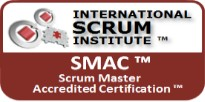 INTERNATIONAL
SCRUM
INSTITUTE ™
SMAC ™
Scrum Master
Accredited Certification ™